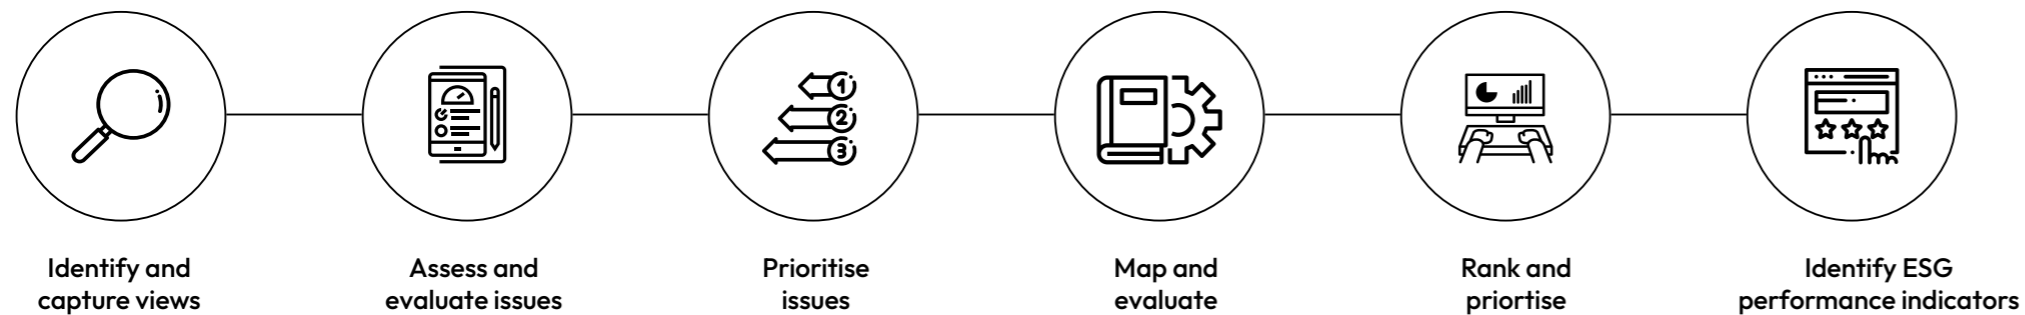 1
2
3
Identify and
capture views
Assess and
evaluate issues
Prioritise
issues
Map and
evaluate
Rank and
priortise
Identify ESG
performance indicators